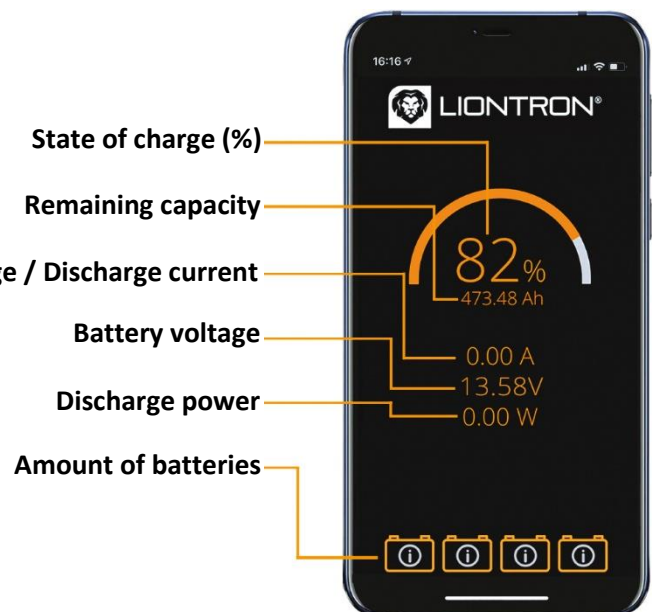 16:16
LIONTRON®
State of charge (%)
82%
Remaining capacity
473.48 Ah
ge / Discharge current
0.00 A
Battery voltage
13.58V
Discharge power
0.00 W
Amount of batteries